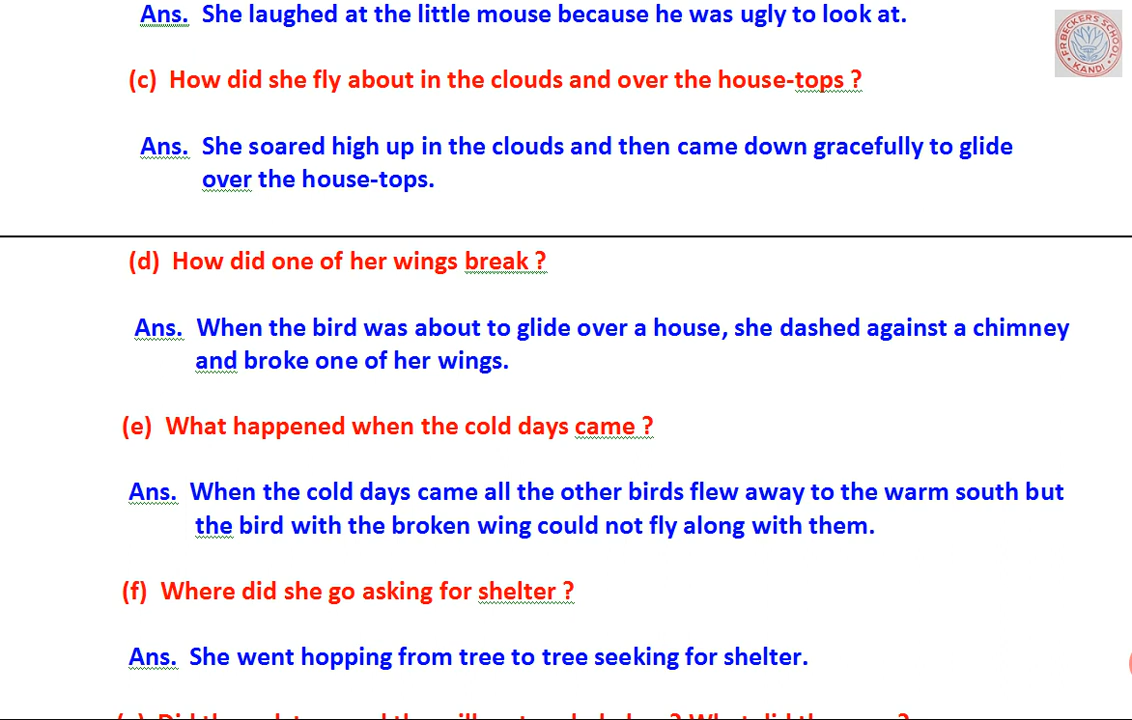 Ans. She laughed at the little mouse because he was ugly to look at.
FR BECKERS SCHOOL
KANDI
(c) How did she fly about in the clouds and over the house-tops ?
Ans. She soared high up in the clouds and then came down gracefully to glide
over the house-tops.
(d) How did one of her wings break ?
Ans. When the bird was about to glide over a house, she dashed against a chimney
and broke one of her wings.
(e) What happened when the cold days came ?
Ans. When the cold days came all the other birds flew away to the warm south but
the bird with the broken wing could not fly along with them.
(f) Where did she go asking for shelter ?
Ans. She went hopping from tree to tree seeking for shelter.